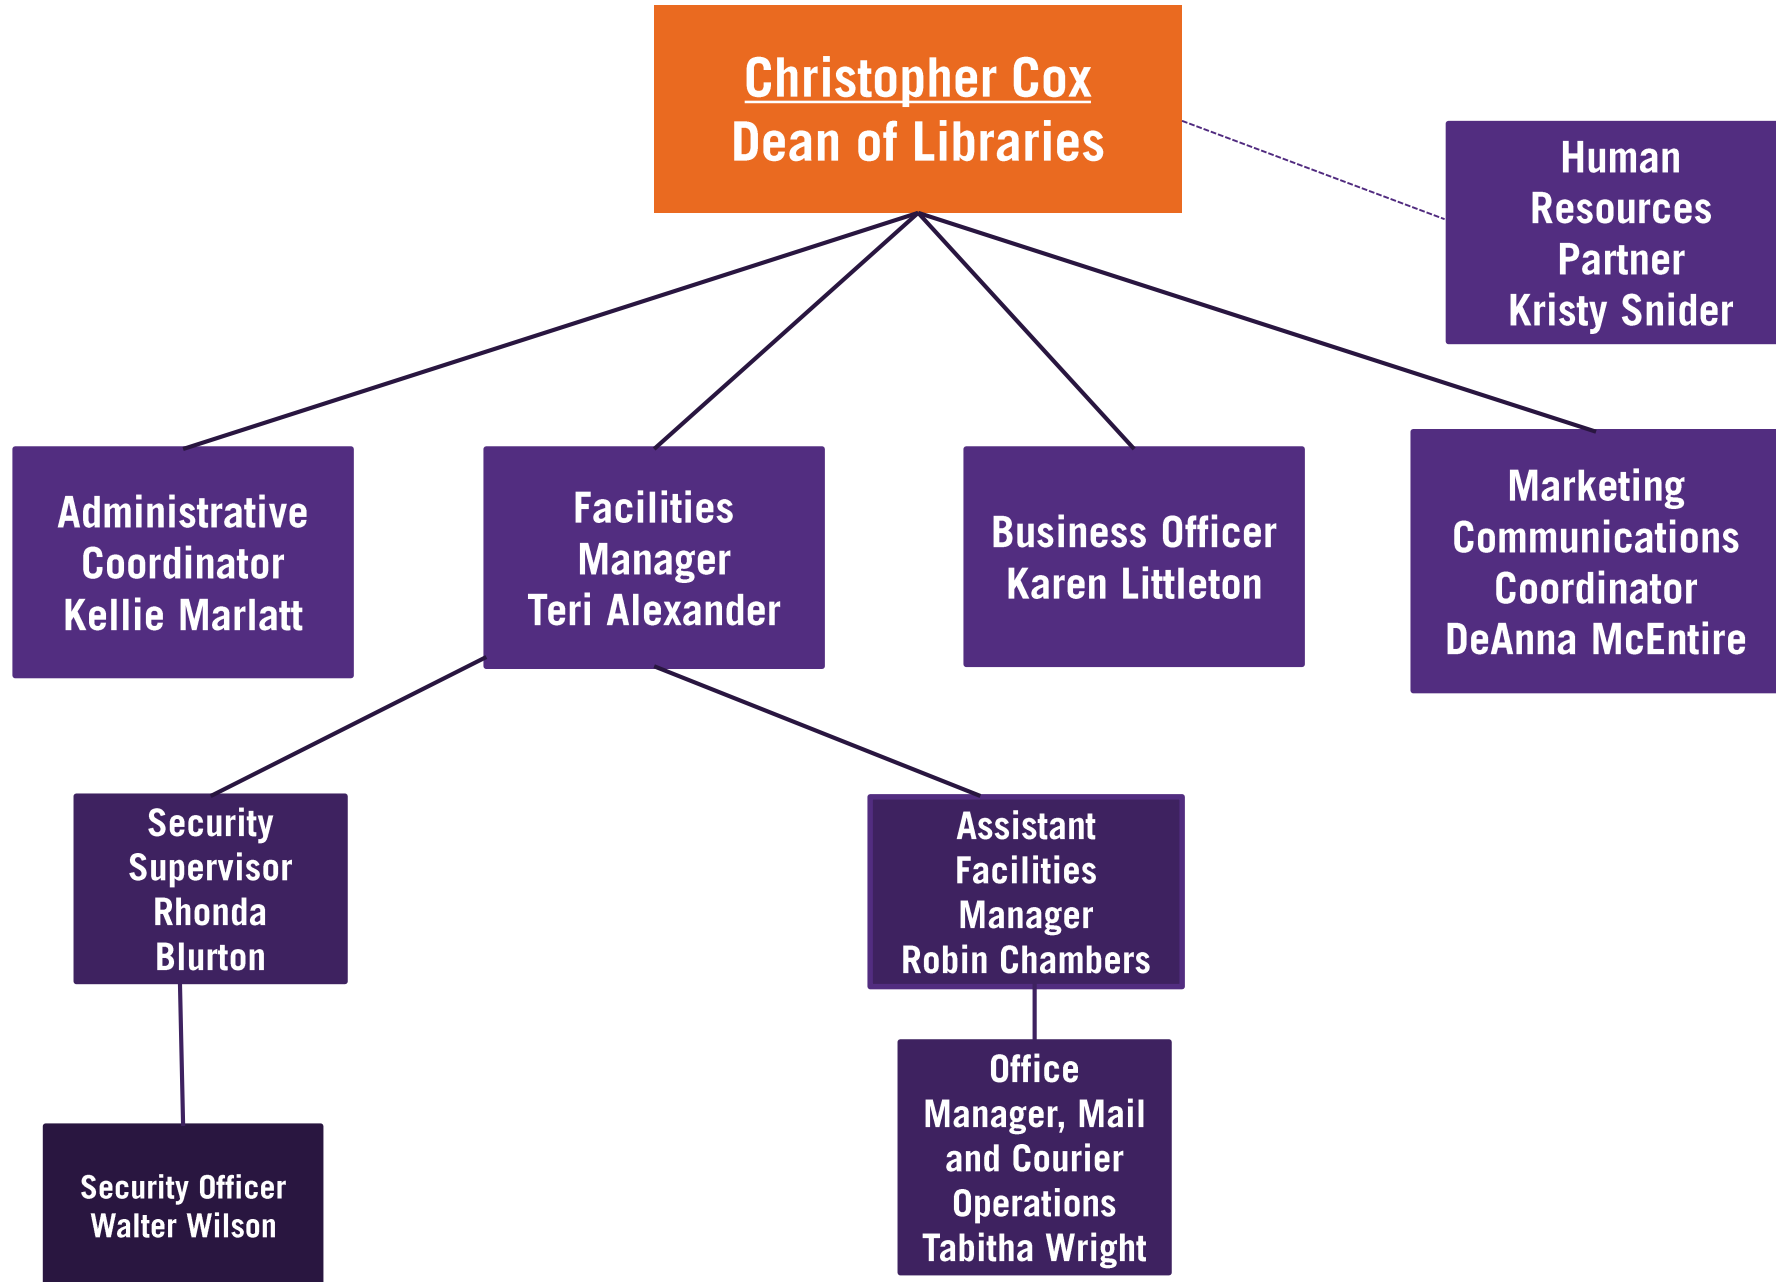 Christopher Cox
Dean of Libraries
Human
Resources
Partner
Kristy Snider
Administrative
Coordinator
Kellie Marlatt
Facilities
Manager
Teri Alexander
Business Officer
Karen Littleton
Marketing
Communications
Coordinator
DeAnna McEntire
Security
Supervisor
Rhonda
Blurton
Assistant
Facilities
Manager
Robin Chambers
Security Officer
Walter Wilson
Office
Manager, Mail
and Courier
Operations
Tabitha Wright